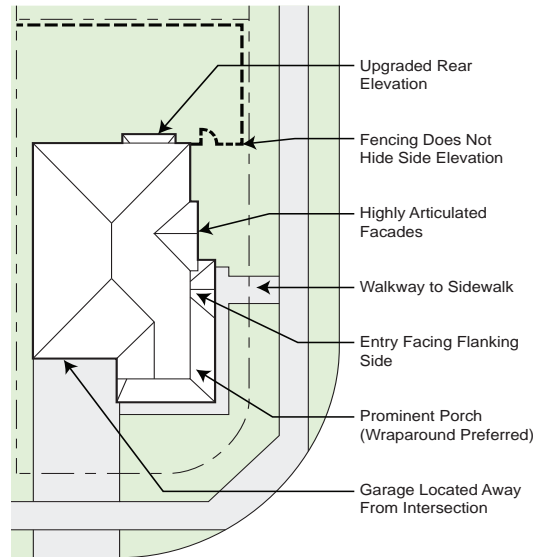 Upgraded Rear
Elevation
Fencing Does Not
Hide Side Elevation
Highly Articulated
Facades
Walkway to Sidewalk
Entry Facing Flanking
Side
Prominent Porch
(Wraparound Preferred)
Garage Located Away
From Intersection